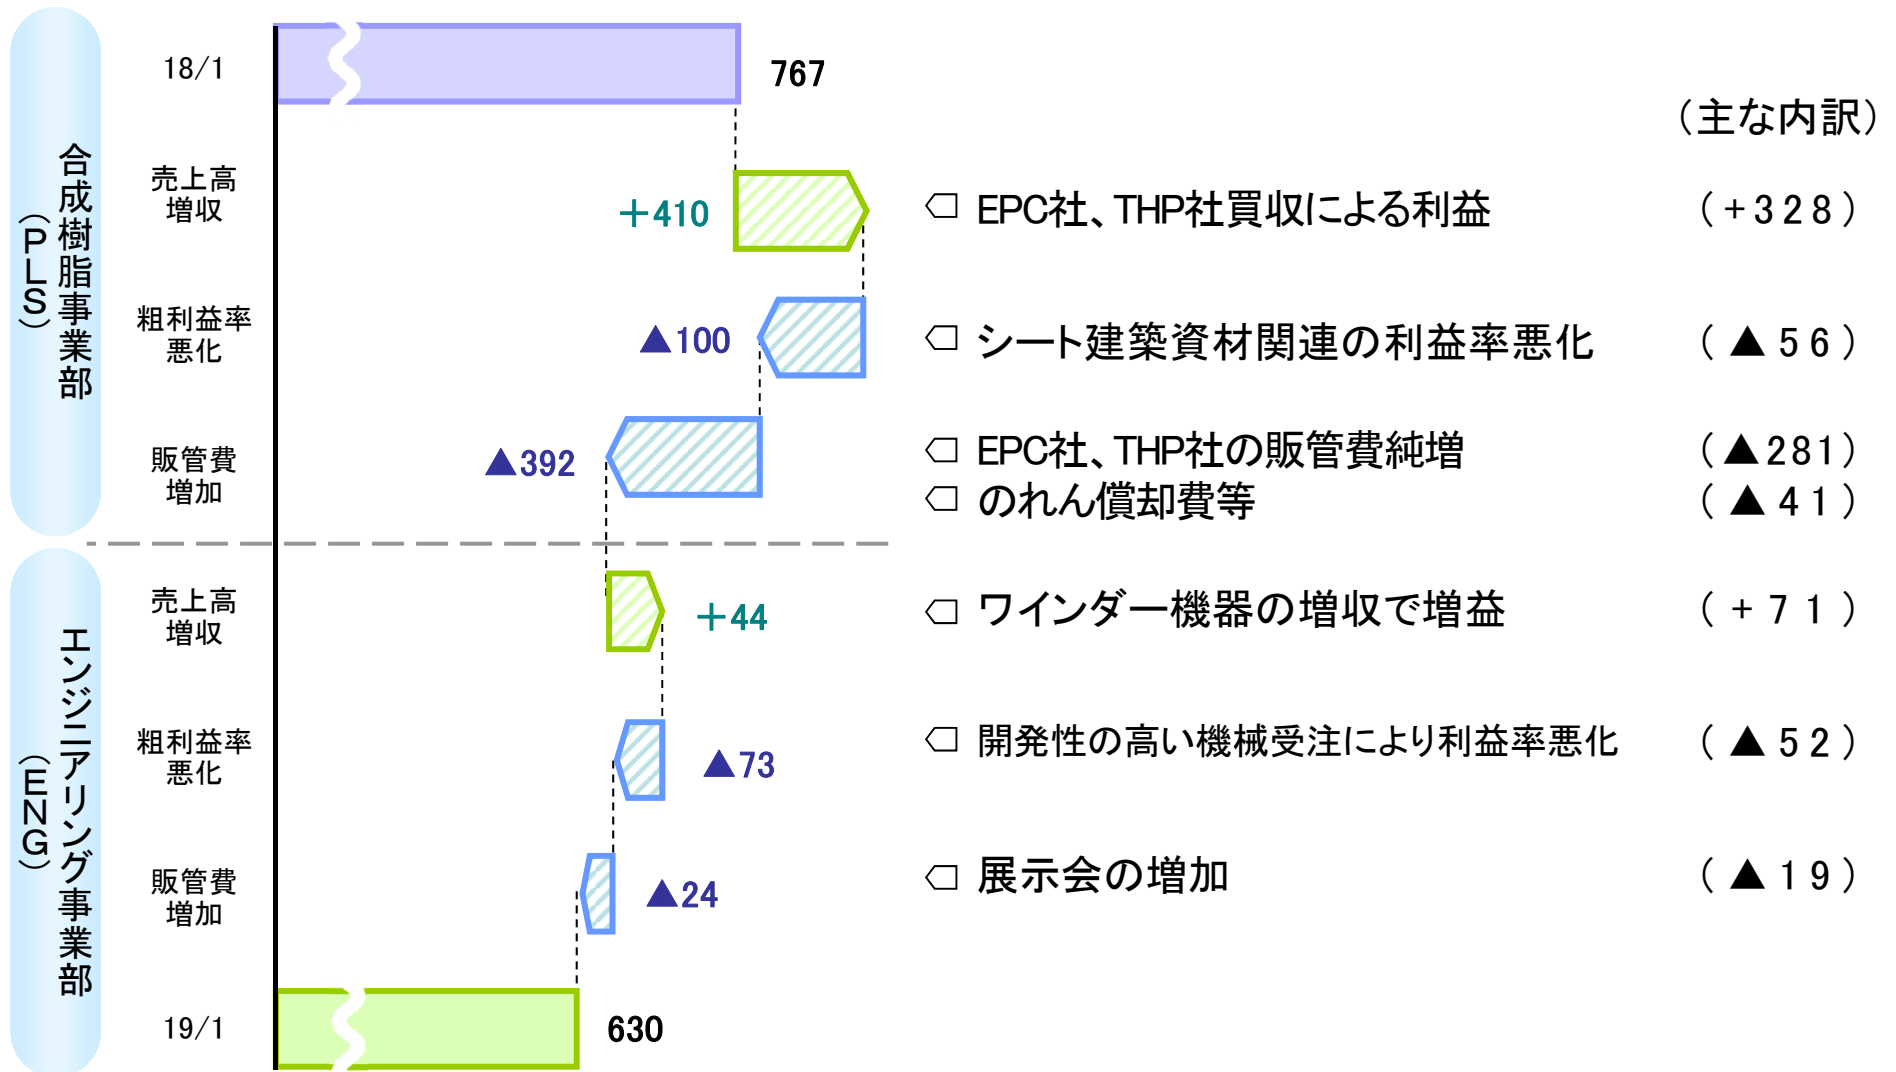 合成樹脂事業部
（PLS）
18/1
767
（主な内訳）
売上高
増収
＋410
EPC社、THP社買収による利益
（+328）
粗利益率
悪化
▲100
シート建築資材関連の利益率悪化
（▲56）
販管費
増加
▲392
EPC社、THP社の販管費純増
（▲281）
のれん償却費等
（▲41）
エンジニアリング事業部
（ENG）
売上高
増収
＋44
ワインダー機器の増収で増益
（+71）
粗利益率
悪化
▲73
開発性の高い機械受注により利益率悪化
（▲52）
販管費
増加
▲24
展示会の増加
（▲19）
19/1
630